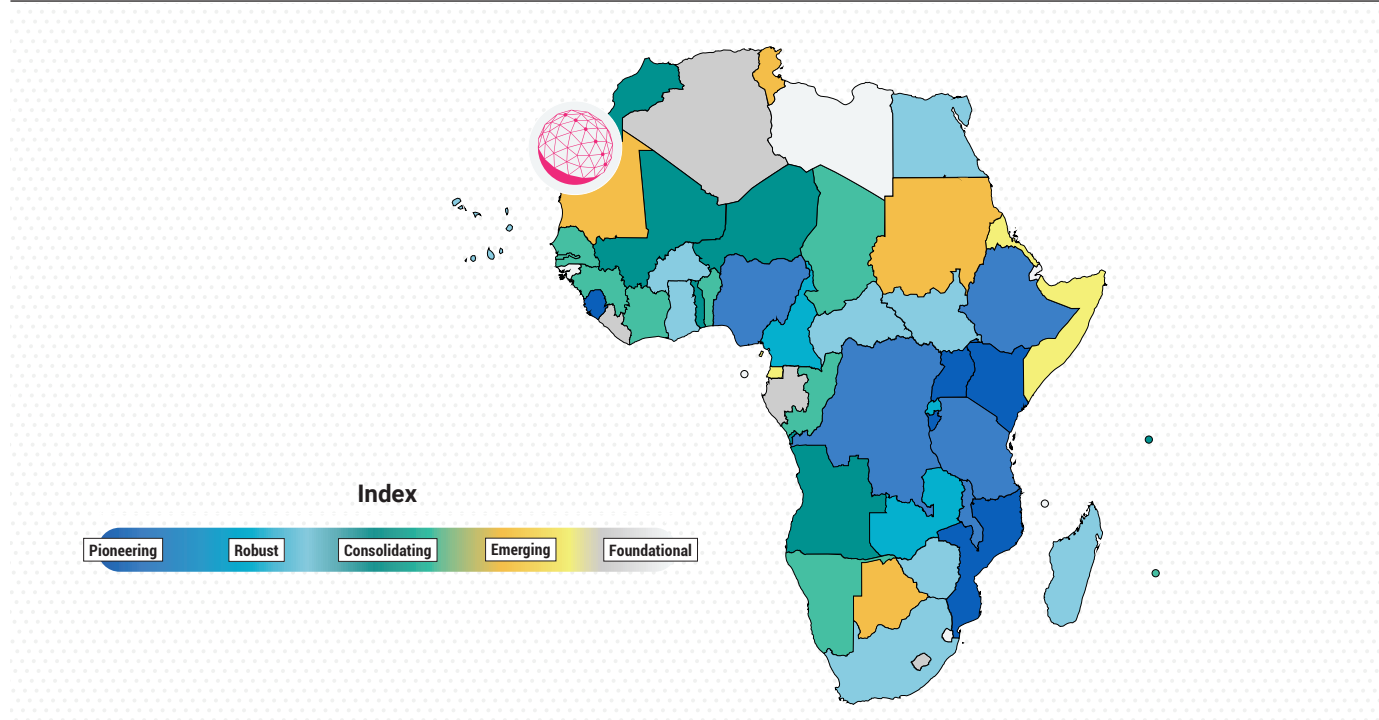 Index
Pioneering
Robust
Consolidating
Emerging
Foundational